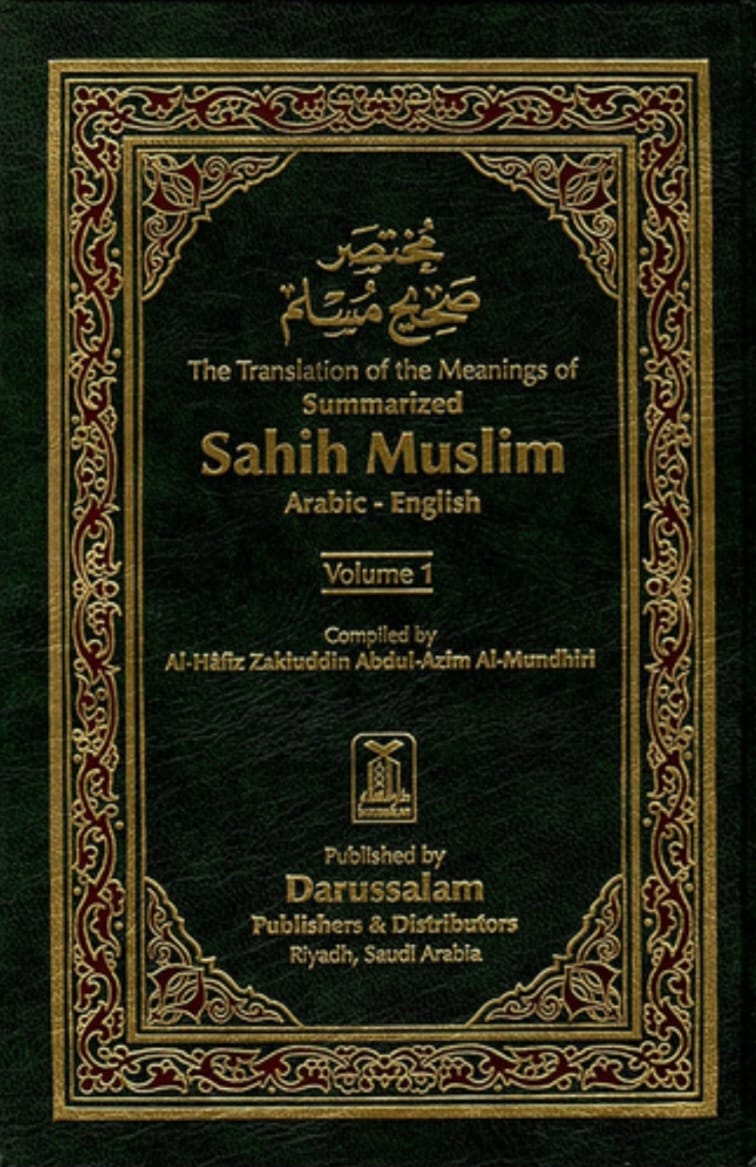 مختصر
صحيح مسلم
The Translation of the Meanings of
Summarized
Sahih Muslim
Arabic - English
Volume 1
Compiled by
Al-Hâfiz Zakiuddin Abdul-Azim Al-Mundhiri
Published by
Darussalam
Publishers & Distributors
Riyadh, Saudi Arabia